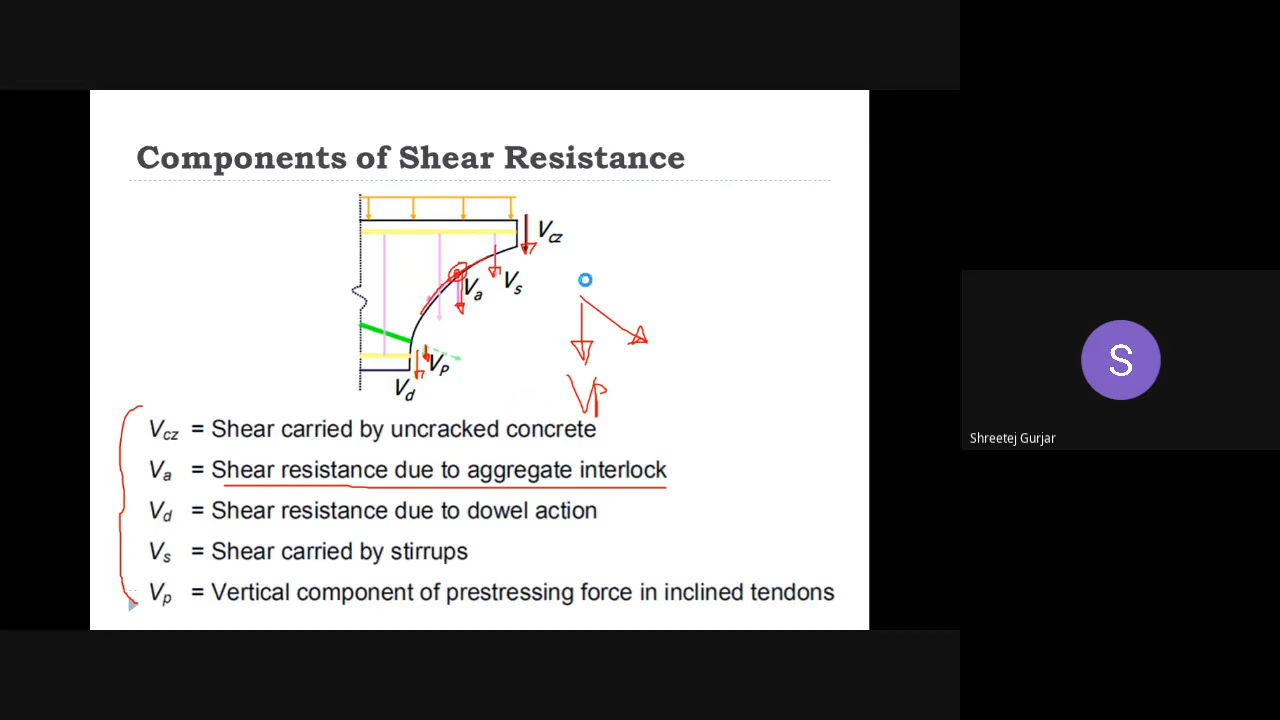 Components of Shear Resistance
Vcz
Vs
Va
Vp
Vd
Vp
Vcz = Shear carried by uncracked concrete
Va = Shear resistance due to aggregate interlock
Vd = Shear resistance due to dowel action
Vs = Shear carried by stirrups
Vp = Vertical component of prestressing force in inclined tendons
S
Shreetej Gurjar